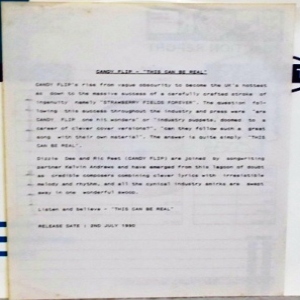 CANDY FLIP - "THIS CAN BE REAL"
CANDY FLIP's rise from vague obscurity to become the UK's hottest
act down to the massive success of a carefully crafted stroke of
ingenuity namely "STRAWBERRY FIELDS FOREVER". The question fol-
lowing this success throughout the industry and press were "are
CANDY FLIP one hit wonders" or "industry puppets, doomed to a
career of clever cover versions?", "can they follow such a great
song with their own material". The answer is quite simply "THIS
CAN BE REAL".
Dizzie Dee and Ric Peet (CANDY FLIP) are joined by songwriting
partner Kelvin Andrews and have emerged from this legion of doubt
as credible composers combining clever lyrics with irresistible
melody and rhythm, and all the cynical industry smirks are swept
away in one wonderful swoop.
Listen and believe - "THIS CAN BE REAL"
RELEASE DATE : 2ND JULY 1990